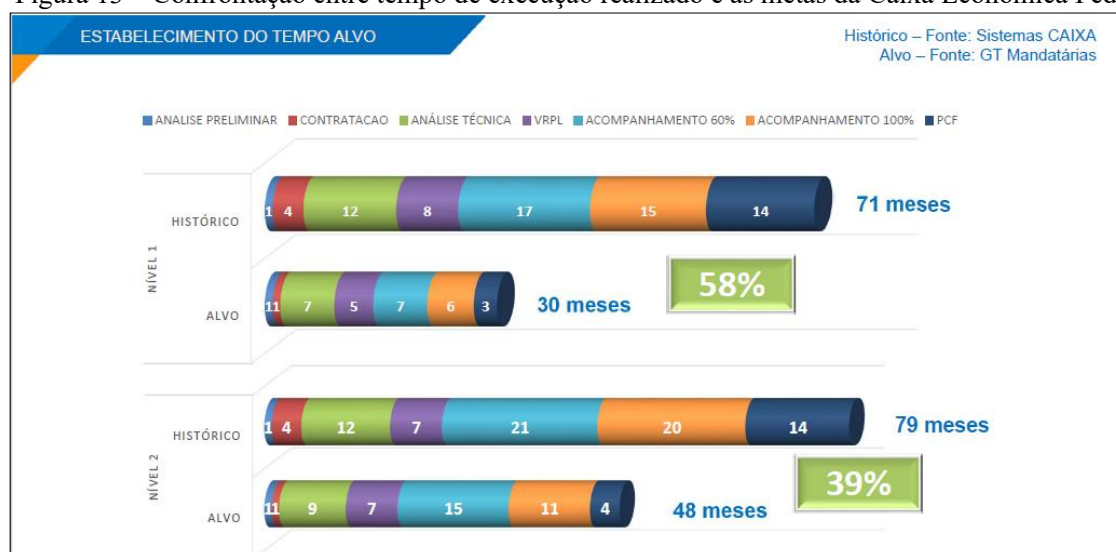 Figura 15 – Confrontação entre tempo de execução realizado e as metas da Caixa Econômica Fed
ESTABELECIMENTO DO TEMPO ALVO
Histórico – Fonte: Sistemas CAIXA
Alvo – Fonte: GT Mandatárias
ANALISE PRELIMINAR CONTRATACAO ANÁLISE TÉCNICA VRPL ACOMPANHAMENTO 60% ACOMPANHAMENTO 100% PCF
NÍVEL 1
HISTÓRICO
1 4 12 8 17 15 14
71 meses
58%
ALVO
1 1 7 5 7 6 3
30 meses
NÍVEL 2
HISTÓRICO
1 4 12 7 21 20 14
79 meses
39%
ALVO
1 1 9 7 15 11 4
48 meses